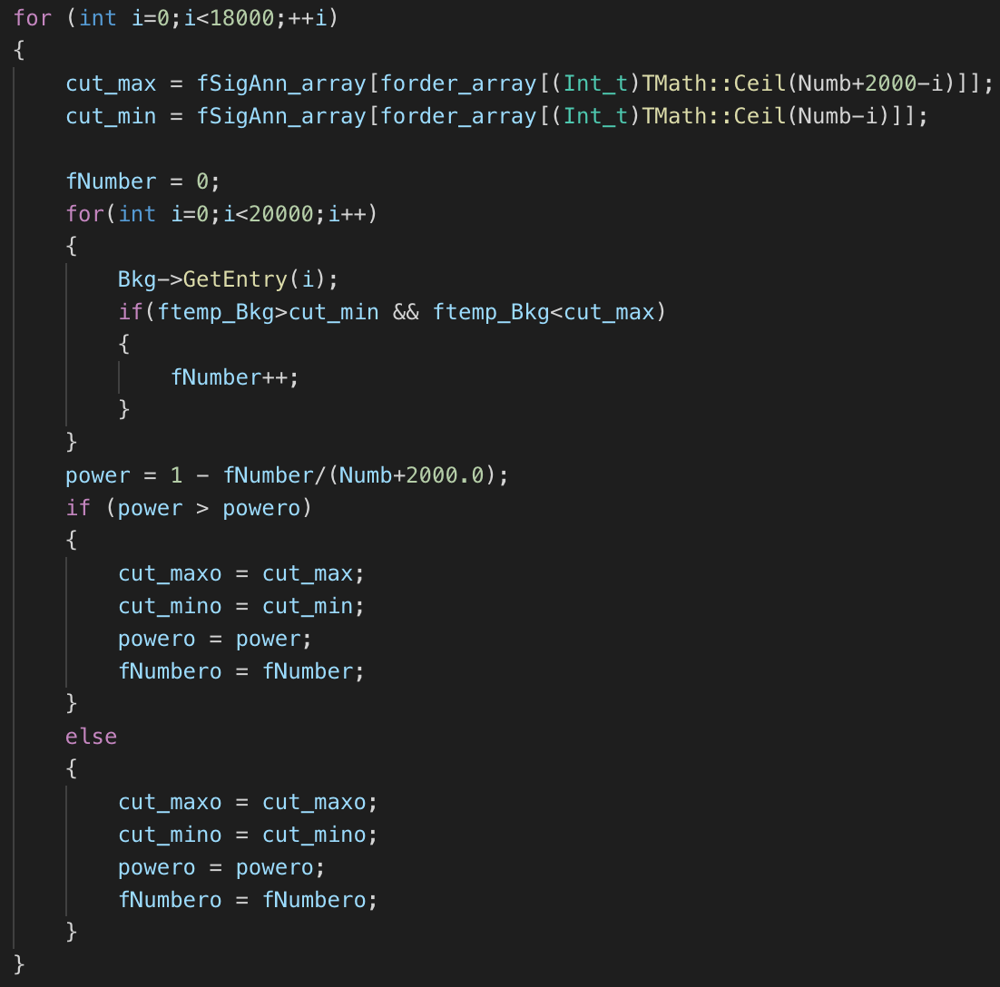 for (int i=0;i<18000;++i)
{
    cut_max = fSigAnn_array[forder_array[(Int_t)TMath::Ceil(Numb+2000-i)]];
    cut_min = fSigAnn_array[forder_array[(Int_t)TMath::Ceil(Numb-i)]];

    fNumber = 0;
    for(int i=0;i<20000;i++)
    {
        Bkg->GetEntry(i);
        if(ftemp_Bkg>cut_min && ftemp_Bkg<cut_max)
        {
            fNumber++;
        }
    }
    power = 1 - fNumber/(Numb+2000.0);
    if (power > powero)
    {
        cut_maxo = cut_max;
        cut_mino = cut_min;
        powero = power;
        fNumbero = fNumber;
    }
    else
    {
        cut_maxo = cut_maxo;
        cut_mino = cut_mino;
        powero = powero;
        fNumbero = fNumbero;
    }
}